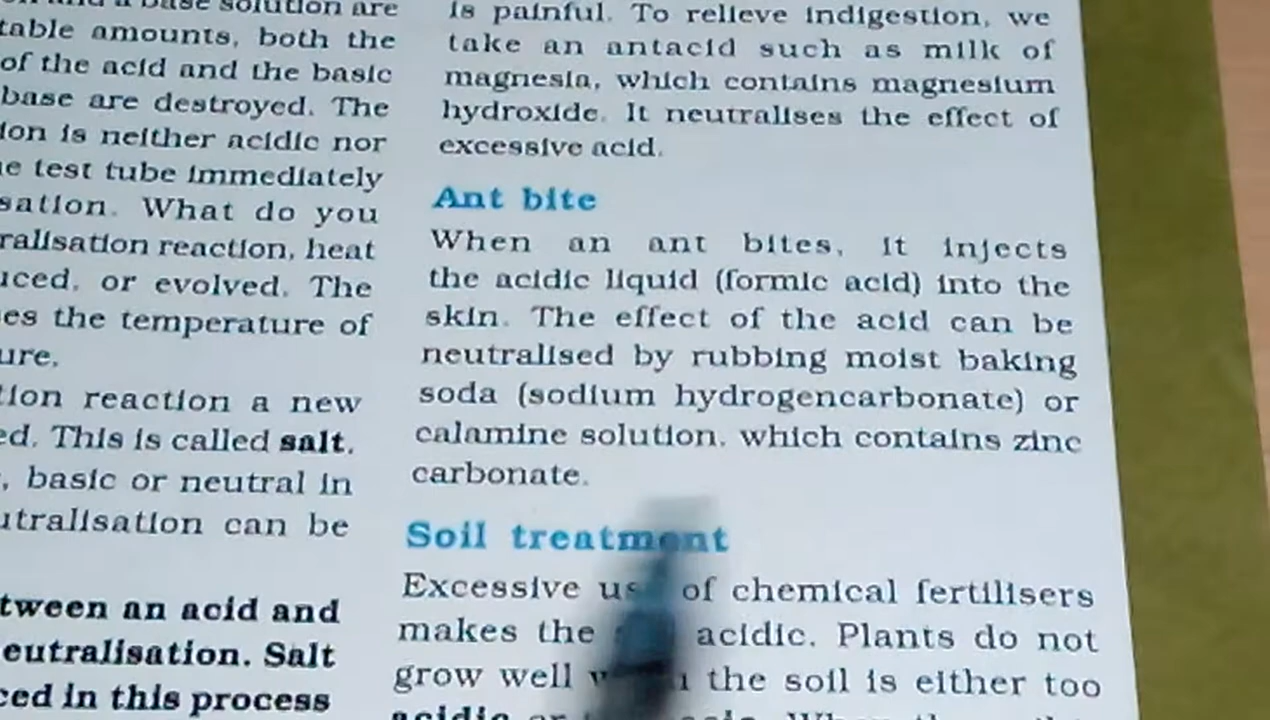 a base solution are
table amounts, both the
of the acid and the basic
base are destroyed. The
ion is neither acidic nor
test tube immediately
sation. What do you
ralisation reaction, heat
uced, or evolved. The
es the temperature of
ure.
tion reaction a new
ed. This is called salt.
, basic or neutral in
utralisation can be
tween an acid and
eutralisation. Salt
ced in this process
is painful. To relieve indigestion, we
take an antacid such as milk of
magnesia, which contains magnesium
hydroxide. It neutralises the effect of
excessive acid.
Ant bite
When an ant bites, it injects
the acidic liquid (formic acid) into the
skin. The effect of the acid can be
neutralised by rubbing moist baking
soda (sodium hydrogencarbonate) or
calamine solution, which contains zinc
carbonate.
Soil treatment
Excessive of chemical fertilisers
makes the acidic. Plants do not
grow well the soil is either too
acidic